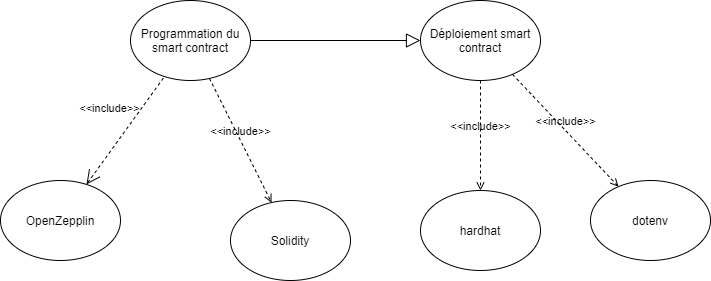 Programmation du
smart contract
Déploiement smart
contract
<<include>>
<<include>>
<<include>>
<<include>>
OpenZepplin
Solidity
hardhat
dotenv